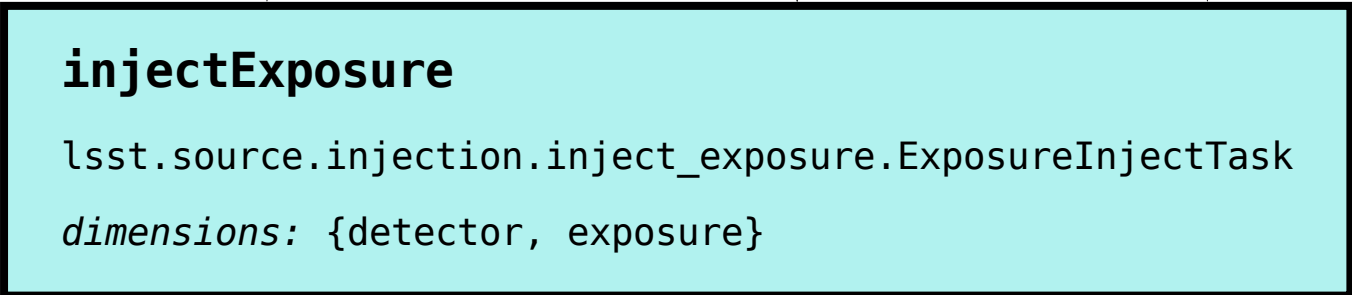 injectExposure
lsst.source.injection.inject_exposure.ExposureInjectTask
dimensions: {detector, exposure}